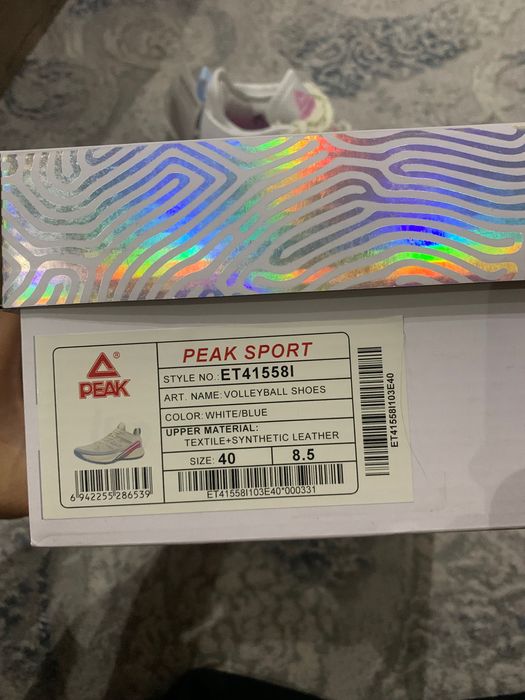 PEAK SPORT
®
PEAK
STYLE NO.: ET41558I
ART. NAME: VOLLEYBALL SHOES
COLOR: WHITE/BLUE
UPPER MATERIAL:
TEXTILE+SYNTHETIC LEATHER
SIZE: 40 8.5
6 942255 286539
ET41558I103E40*000331
ET41558I103E40